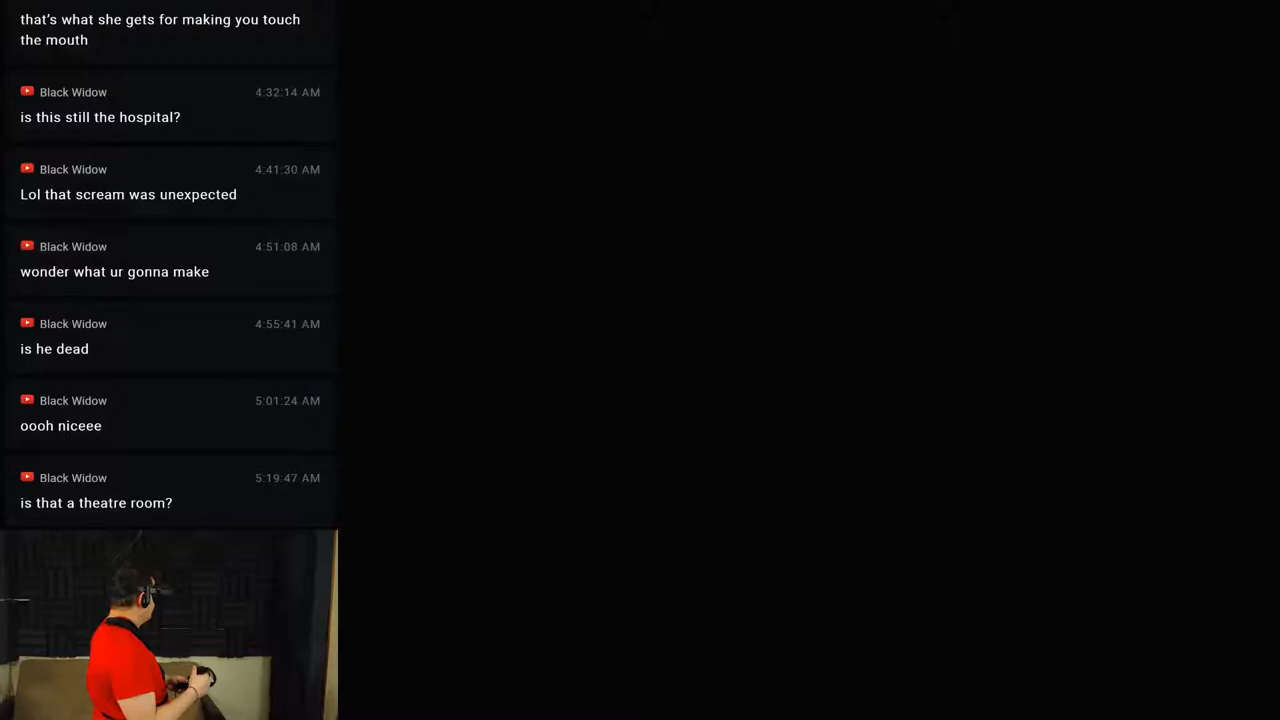 that's what she gets for making you touch
the mouth
Black Widow 4:32:14 AM
is this still the hospital?
Black Widow 4:41:30 AM
Lol that scream was unexpected
Black Widow 4:51:08 AM
wonder what ur gonna make
Black Widow 4:55:41 AM
is he dead
Black Widow 5:01:24 AM
oooh niceee
Black Widow 5:19:47 AM
is that a theatre room?